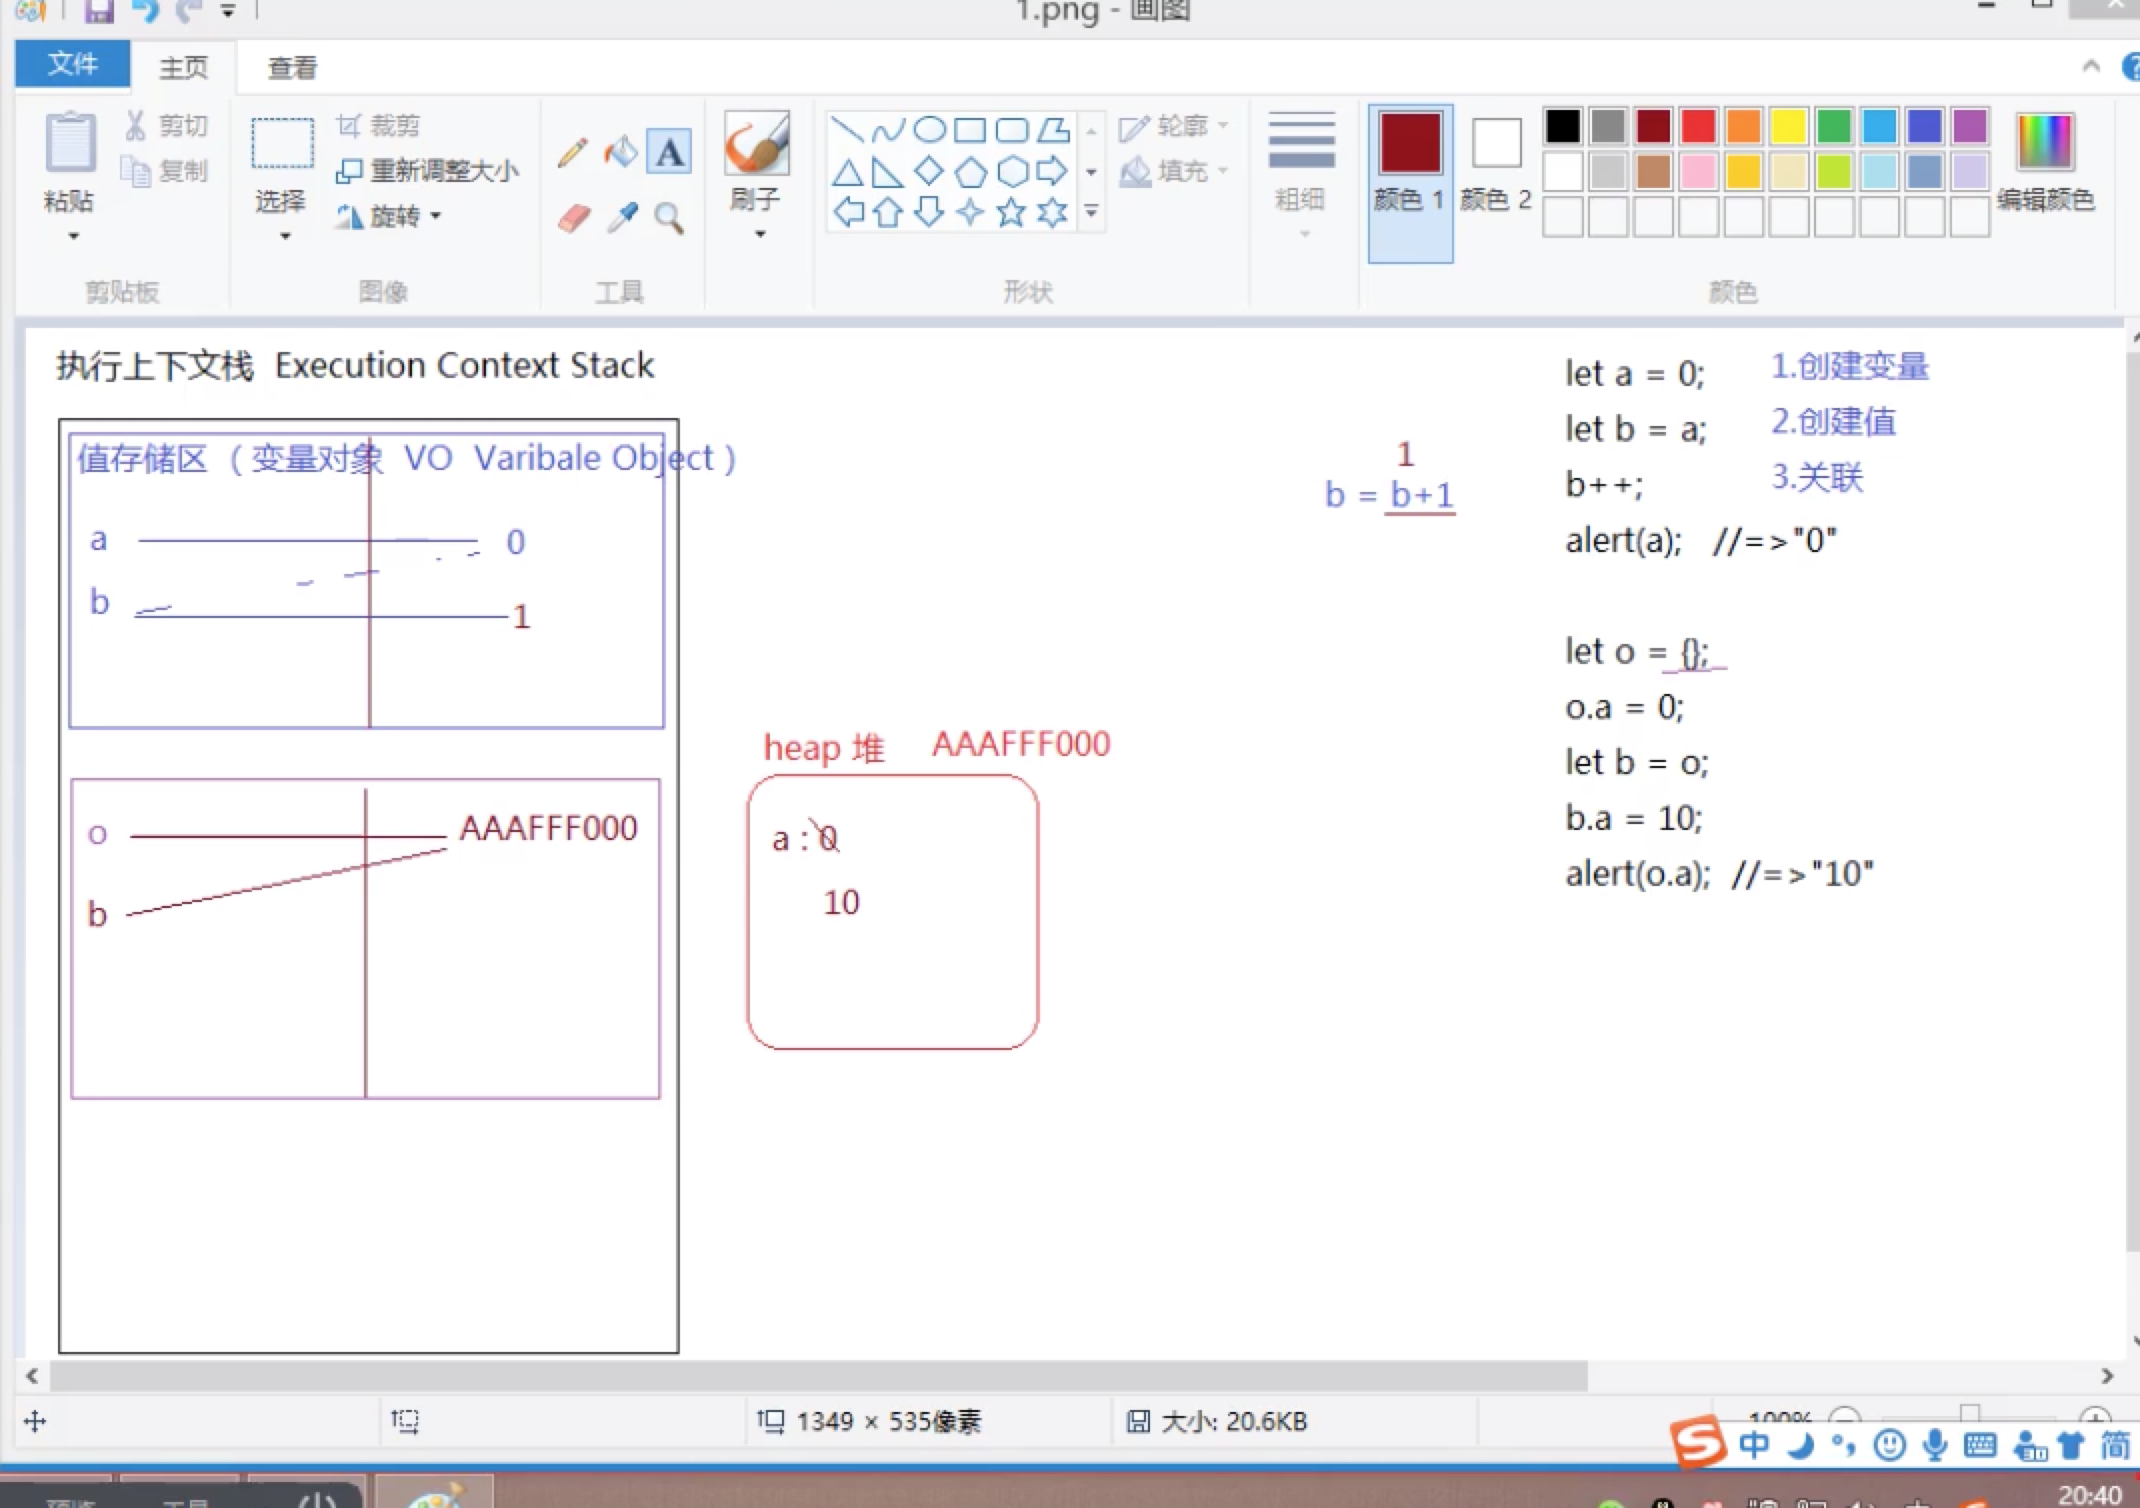 1.png - 画图
文件 主页 查看
剪切
复制
粘贴
裁剪
重新调整大小
旋转
选择
A
刷子
轮廓
填充
粗细
颜色 1
颜色 2
编辑颜色
剪贴板 图像 工具 形状 颜色
执行上下文栈 Execution Context Stack
值存储区 (变量对象 VO Varibale Object)
a 0
b 1
o AAAFFF000
b
heap 堆 AAAFFF000
a : 0
10
1
b = b+1
let a = 0;
let b = a;
b++;
alert(a); //=>"0"
1.创建变量
2.创建值
3.关联
let o = {};
o.a = 0;
let b = o;
b.a = 10;
alert(o.a); //=>"10"
1349 × 535像素
大小: 20.6KB
100%
中
简
20:40